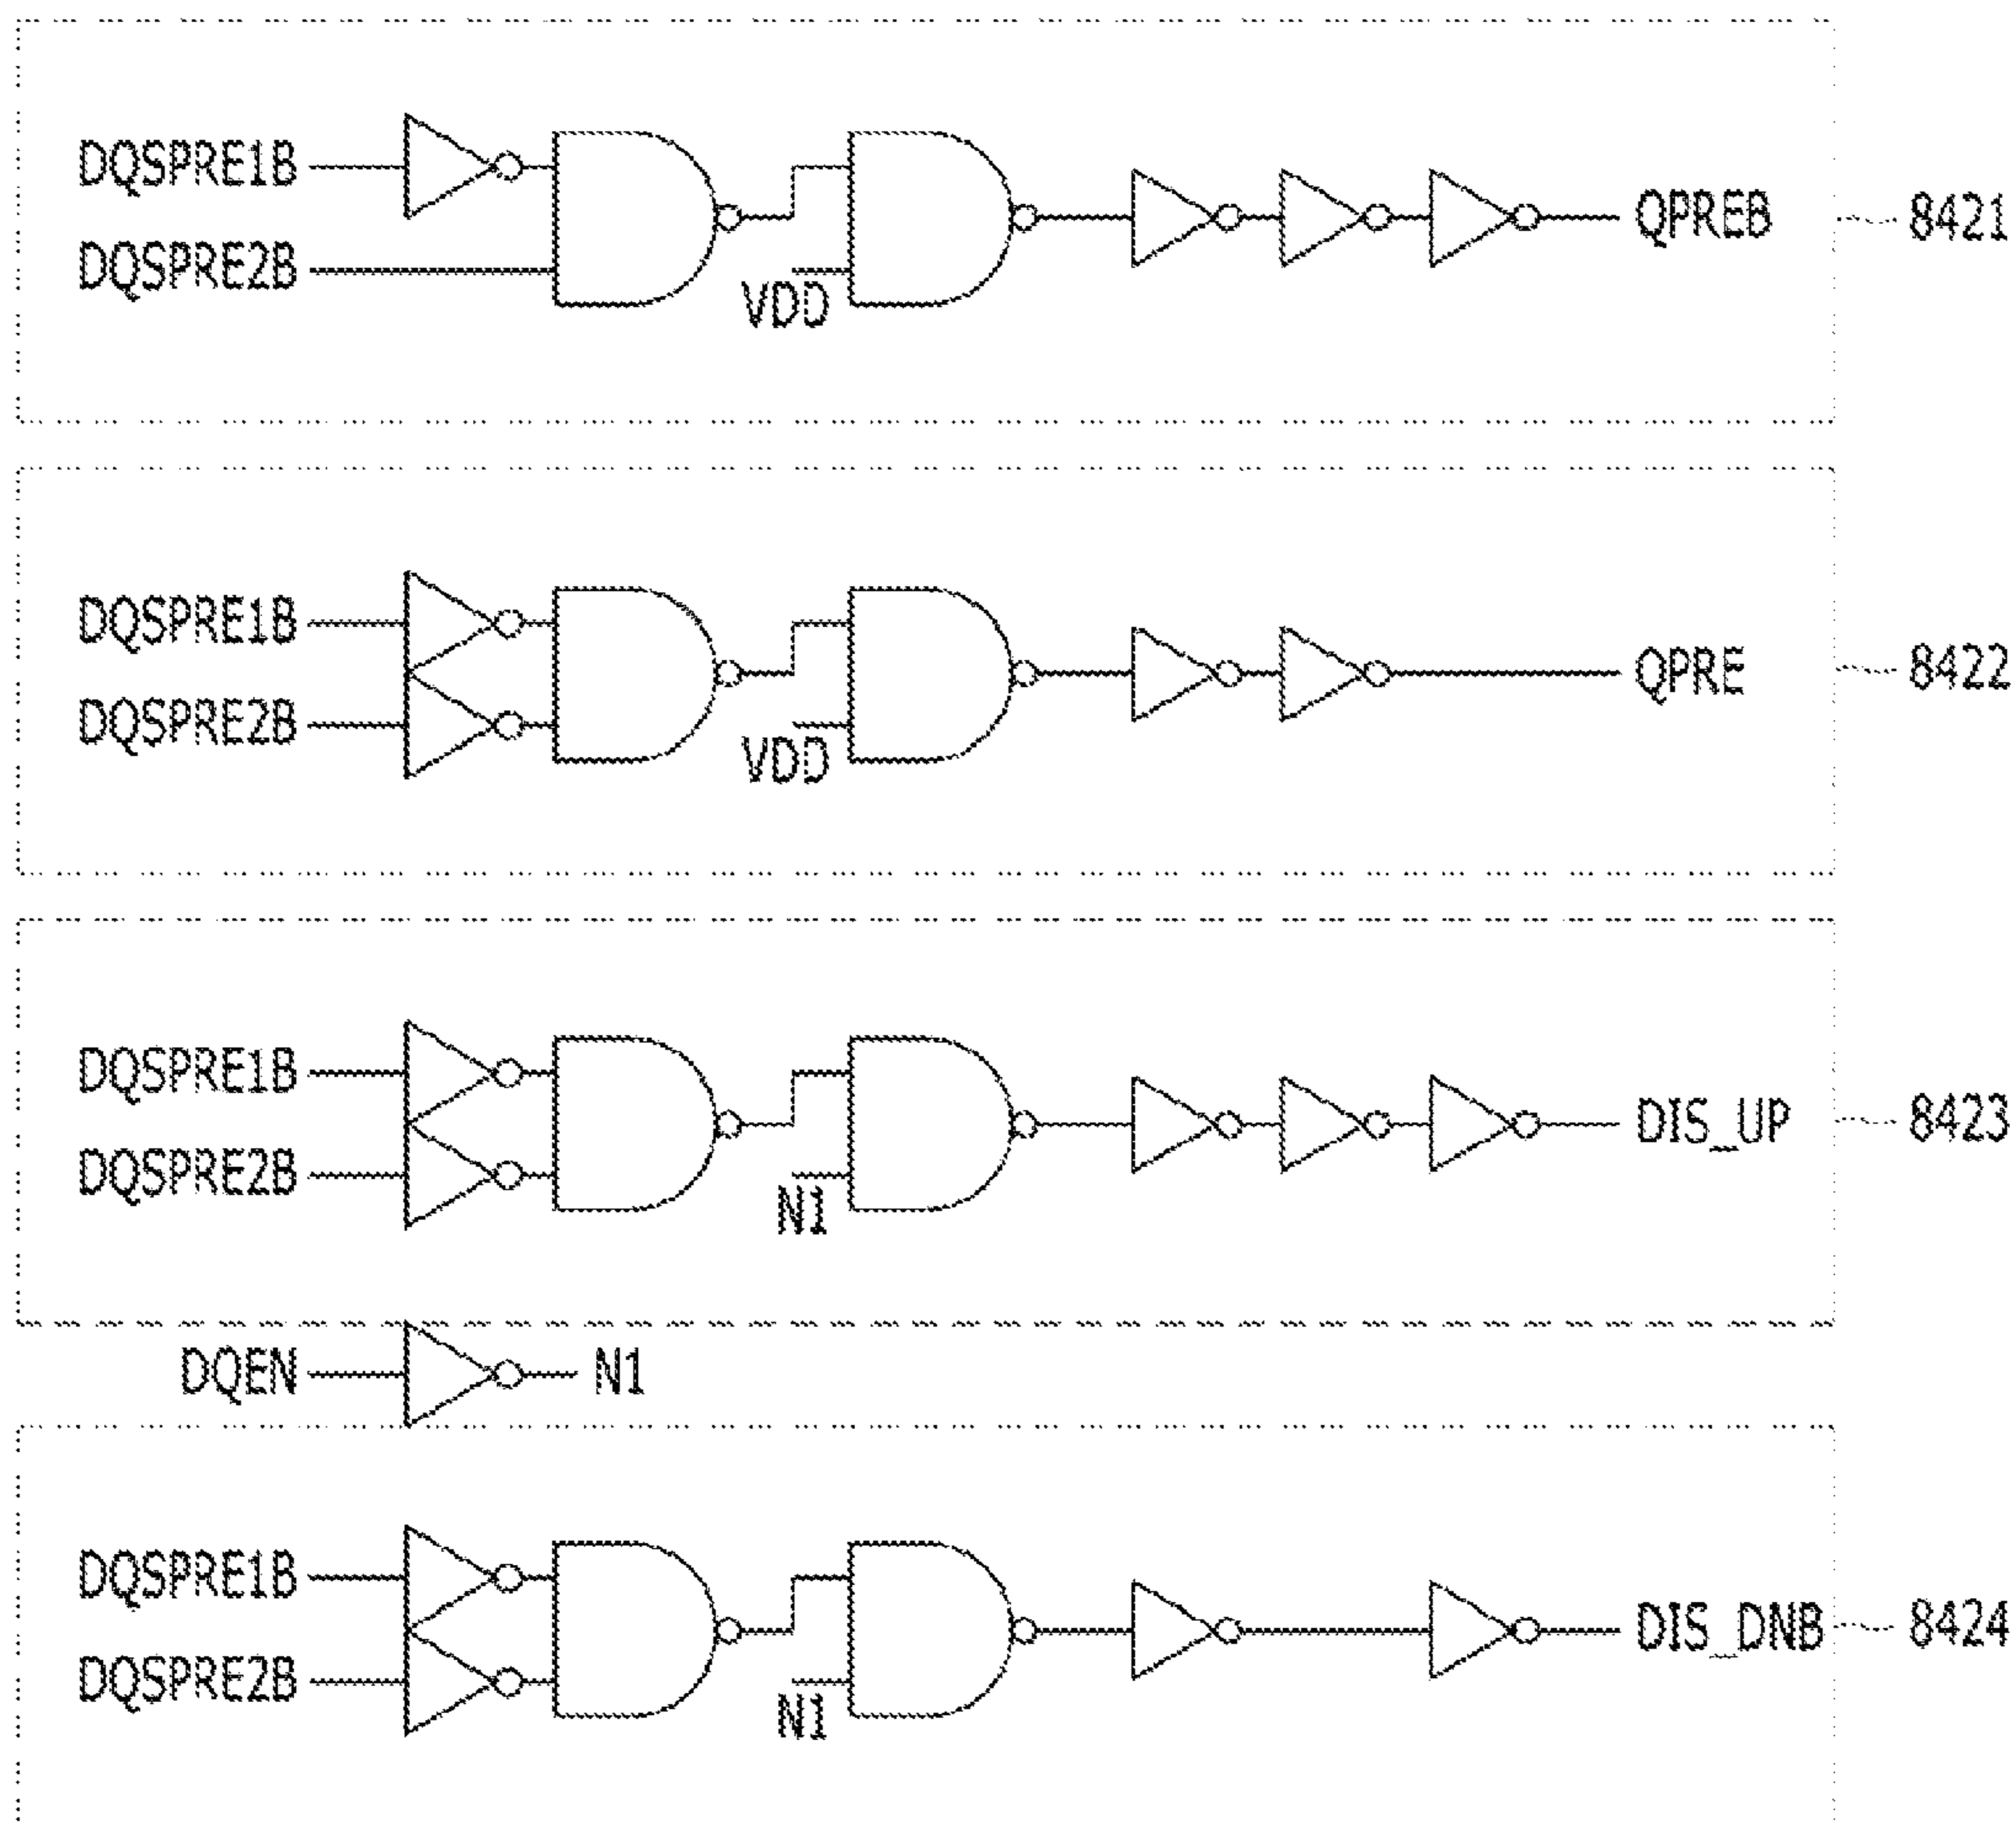 DQSPRE1B
DQSPRE2B
VDD
QPREB
8421
DQSPRE1B
DQSPRE2B
VDD
QPRE
8422
DQSPRE1B
DQSPRE2B
N1
DIS_UP
8423
DQEN
N1
DQSPRE1B
DQSPRE2B
N1
DIS_DNB
8424